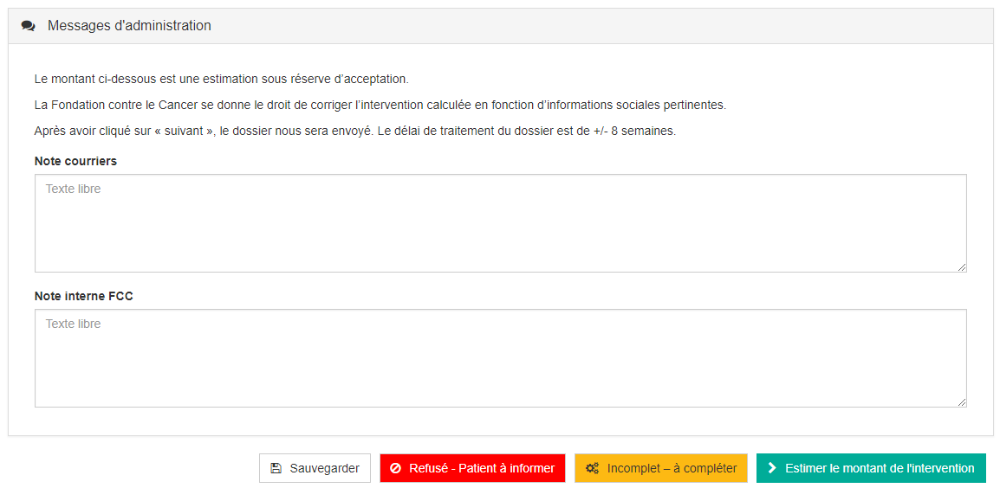 Messages d'administration
Le montant ci-dessous est une estimation sous réserve d’acceptation.
La Fondation contre le Cancer se donne le droit de corriger l’intervention calculée en fonction d’informations sociales pertinentes.
Après avoir cliqué sur « suivant », le dossier nous sera envoyé. Le délai de traitement du dossier est de +/- 8 semaines.
Note courriers
Texte libre
Note interne FCC
Texte libre
Sauvegarder
Refusé - Patient à informer
Incomplet – à compléter
Estimer le montant de l'intervention